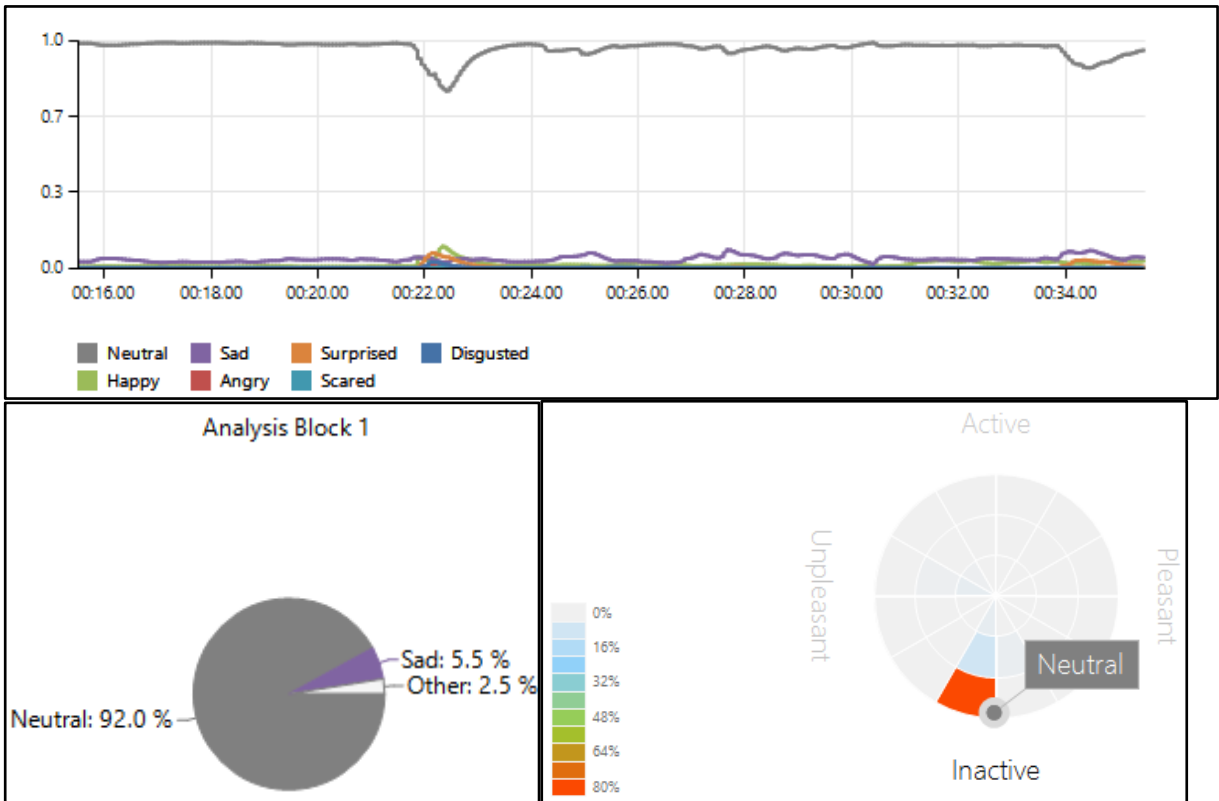 1.0
0.7
0.3
0.0
00:16.00 00:18.00 00:20.00 00:22.00 00:24.00 00:26.00 00:28.00 00:30.00 00:32.00 00:34.00
Neutral Sad Surprised Disgusted
Happy Angry Scared
Analysis Block 1
Sad: 5.5 %
Other: 2.5 %
Neutral: 92.0 %
Active
Unpleasant
Pleasant
Neutral
Inactive
0%
16%
32%
48%
64%
80%